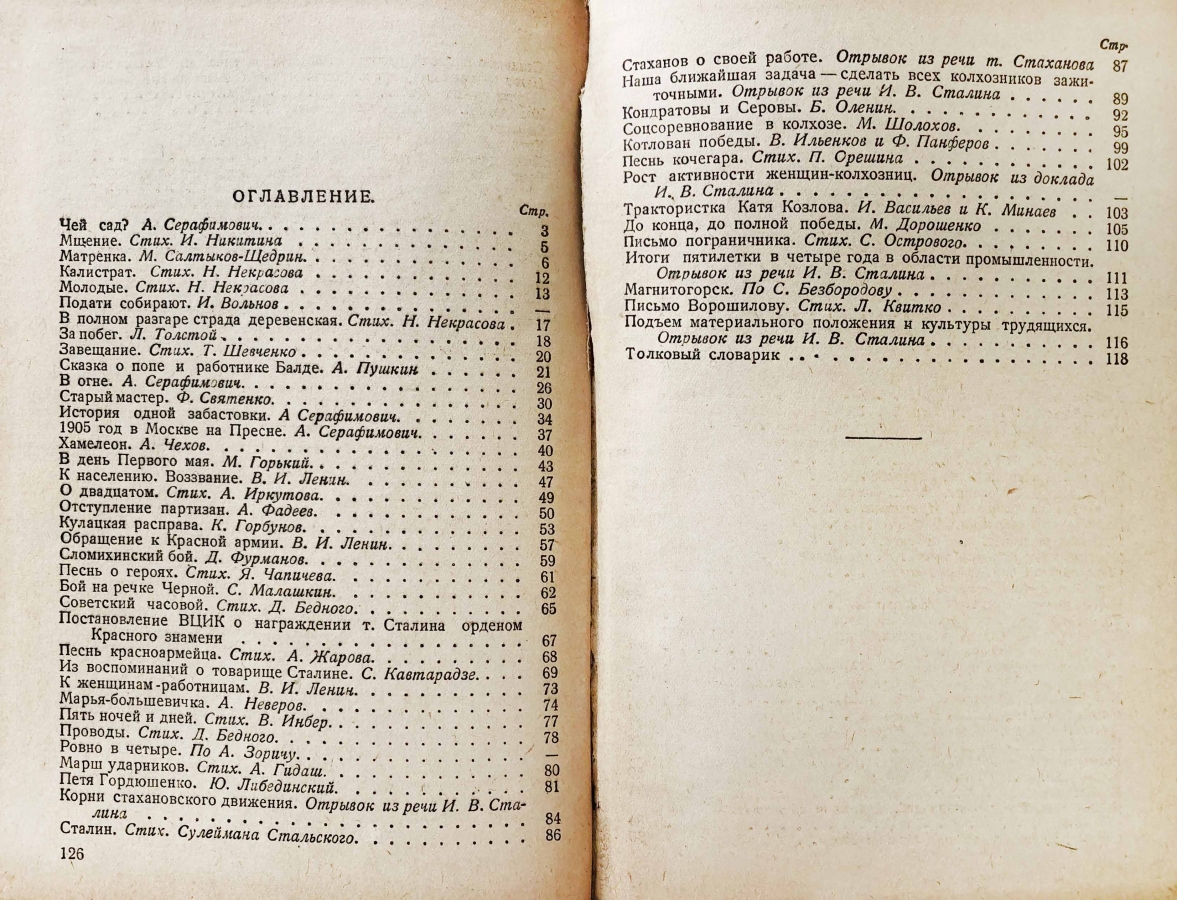 ОГЛАВЛЕНИЕ.
Стр.
Чей сад? А. Серафимович. 3
Мщение. Стих. И. Никитина 5
Матрёнка. М. Салтыков-Щедрин. 6
Калистрат. Стих. Н. Некрасова 12
Молодые. Стих. Н. Некрасова 13
Подати собирают. И. Вольнов —
В полном разгаре страда деревенская. Стих. Н. Некрасова . 17
За побег. Л. Толстой 18
Завещание. Стих. Т. Шевченко 20
Сказка о попе и работнике Балде. А. Пушкин 21
В огне. А. Серафимович. 26
Старый мастер. Ф. Святенко. 30
История одной забастовки. А Серафимович. 34
1905 год в Москве на Пресне. А. Серафимович. 37
Хамелеон. А. Чехов. 40
В день Первого мая. М. Горький. 43
К населению. Воззвание. В. И. Ленин. 47
О двадцатом. Стих. А. Иркутова. 49
Отступление партизан. А. Фадеев. 50
Кулацкая расправа. К. Горбунов. 53
Обращение к Красной армии. В. И. Ленин. 57
Сломихинский бой. Д. Фурманов. 59
Песнь о героях. Стих. Я. Чапичева. 61
Бой на речке Черной. С. Малашкин. 62
Советский часовой. Стих. Д. Бедного. 65
Постановление ВЦИК о награждении т. Сталина орденом
Красного знамени 67
Песнь красноармейца. Стих. А. Жарова. 68
Из воспоминаний о товарище Сталине. С. Кавтарадзе. 69
К женщинам-работницам. В. И. Ленин. 73
Марья-большевичка. А. Неверов. 74
Пять ночей и дней. Стих. В. Инбер. 77
Проводы. Стих. Д. Бедного. 78
Ровно в четыре. По А. Зоричу. —
Марш ударников. Стих. А. Гидаш. 80
Петя Гордюшенко. Ю. Либединский. 81
Корни стахановского движения. Отрывок из речи И. В. Ста-
лина 84
Сталин. Стих. Сулеймана Стальского. 86
126
Стр.
Стаханов о своей работе. Отрывок из речи т. Стаханова 87
Наша ближайшая задача — сделать всех колхозников зажи-
точными. Отрывок из речи И. В. Сталина 89
Кондратовы и Серовы. Б. Оленин. 92
Соцсоревнование в колхозе. М. Шолохов. 95
Котлован победы. В. Ильенков и Ф. Панферов 99
Песнь кочегара. Стих. П. Орешина 102
Рост активности женщин-колхозниц. Отрывок из доклада
И. В. Сталина —
Трактористка Катя Козлова. И. Васильев и К. Минаев 103
До конца, до полной победы. М. Дорошенко 105
Письмо пограничника. Стих. С. Острового. 110
Итоги пятилетки в четыре года в области промышленности.
Отрывок из речи И. В. Сталина 111
Магнитогорск. По С. Безбородову 113
Письмо Ворошилову. Стих. Л. Квитко 115
Подъем материального положения и культуры трудящихся.
Отрывок из речи И. В. Сталина 116
Толковый словарик 118